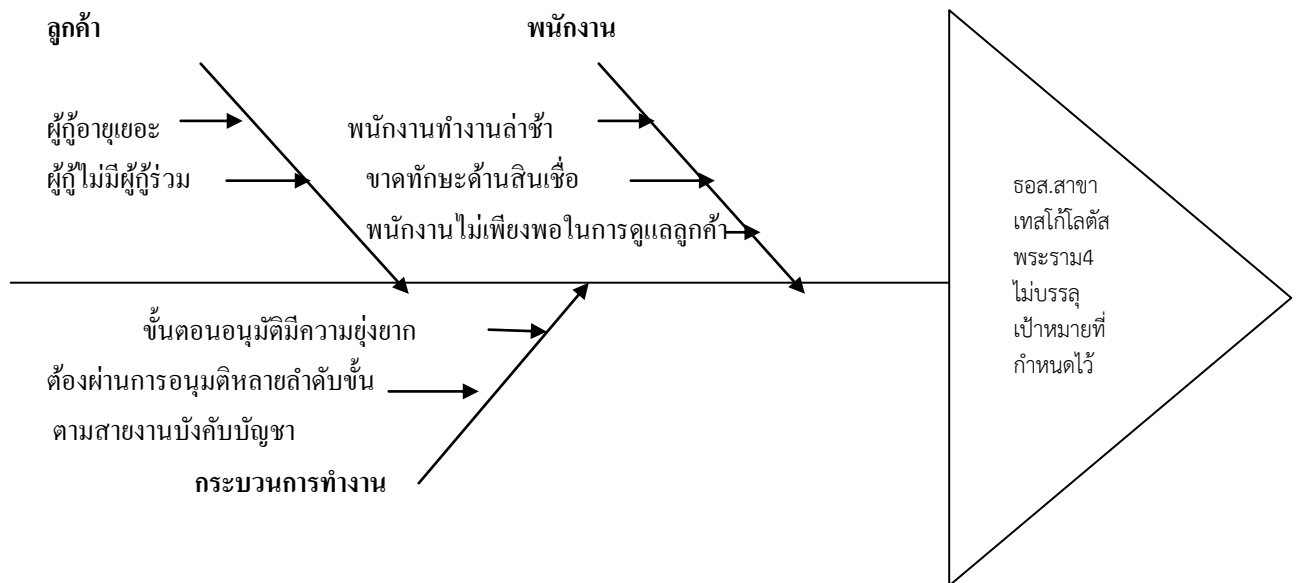 ลูกค้า
ผู้กู้อายุเยอะ
ผู้กู้ไม่มีผู้กู้ร่วม
พนักงาน
พนักงานทำงานล่าช้า
ขาดทักษะด้านสินเชื่อ
พนักงานไม่เพียงพอในการดูแลลูกค้า
ขั้นตอนอนุมัติมีความยุ่งยาก
ต้องผ่านการอนุมติหลายลำดับขั้น
ตามสายงานบังคับบัญชา
กระบวนการทำงาน
ธอส.สาขา
เทสโก้โลตัส
พระราม4
ไม่บรรลุ
เป้าหมายที่
กำหนดไว้